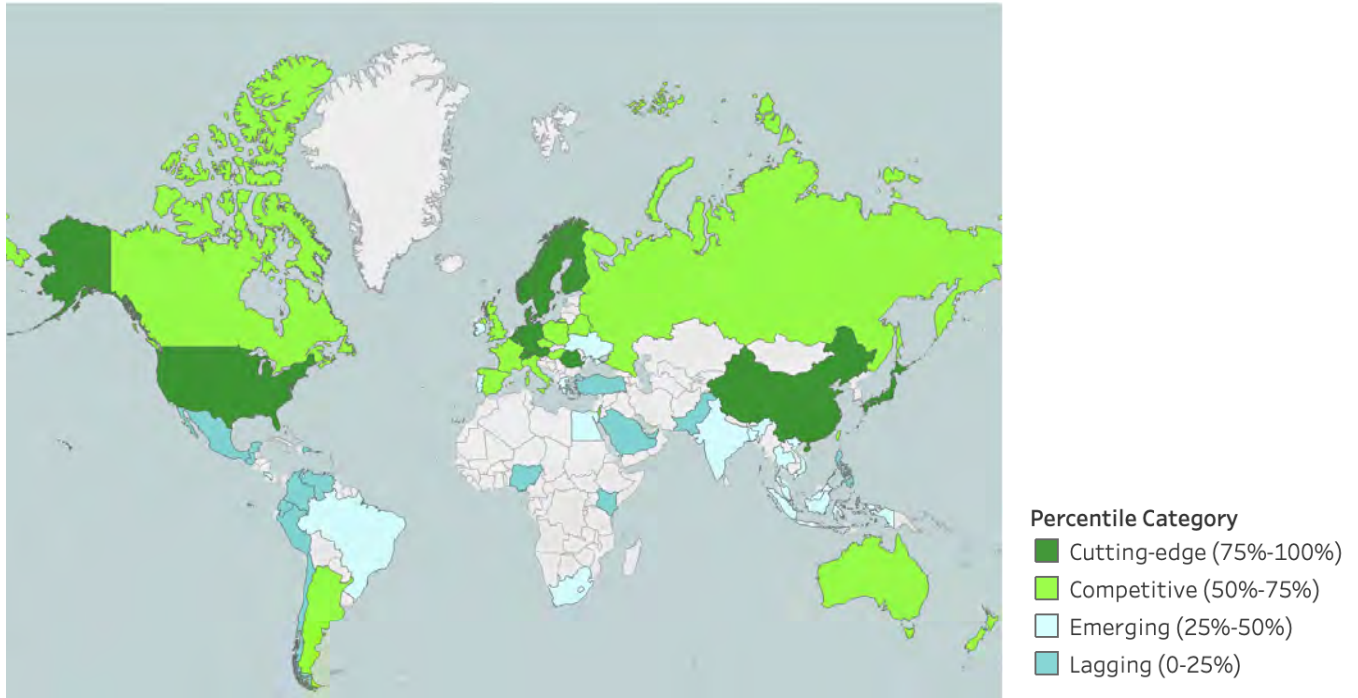 Percentile Category
Cutting-edge (75%-100%)
Competitive (50%-75%)
Emerging (25%-50%)
Lagging (0-25%)